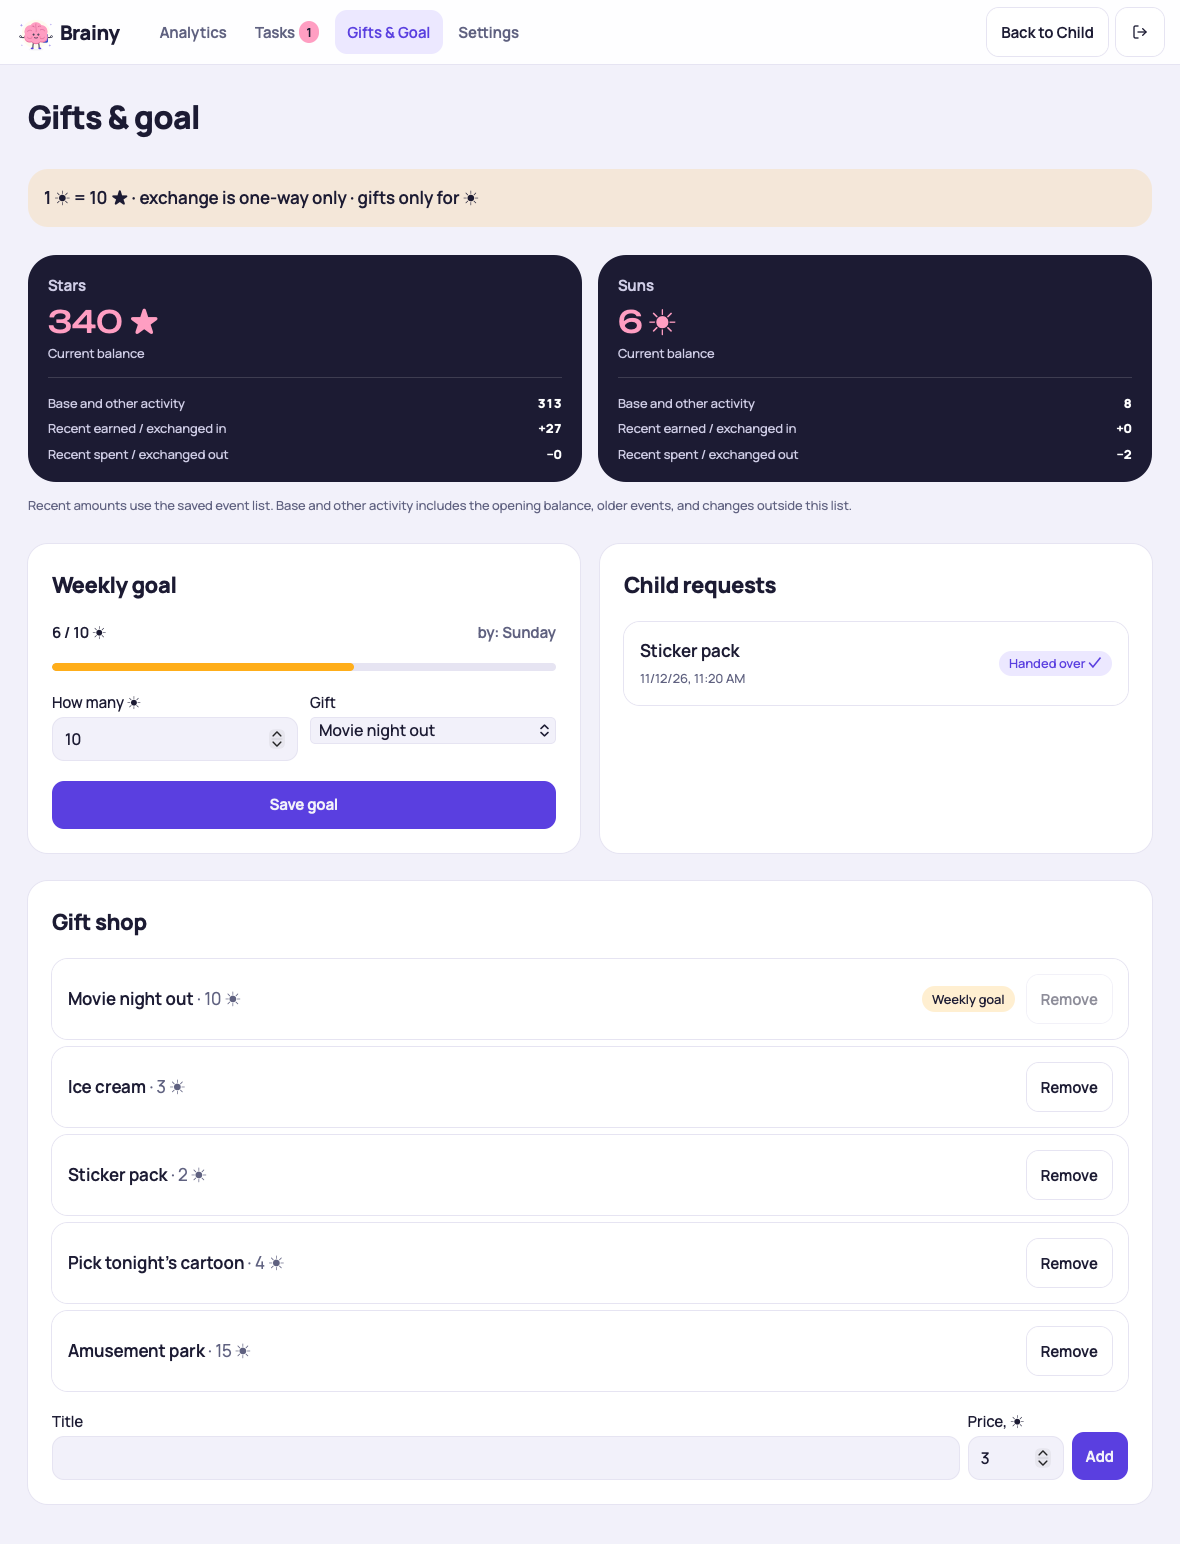 Brainy
Analytics
Tasks 1
Gifts & Goal
Settings
Back to Child
Gifts & goal
1 ☀ = 10 ★ · exchange is one-way only · gifts only for ☀
Stars
340 ★
Current balance
Base and other activity 313
Recent earned / exchanged in +27
Recent spent / exchanged out −0
Suns
6 ☀
Current balance
Base and other activity 8
Recent earned / exchanged in +0
Recent spent / exchanged out −2
Recent amounts use the saved event list. Base and other activity includes the opening balance, older events, and changes outside this list.
Weekly goal
6 / 10 ☀ by: Sunday
How many ☀
10
Gift
Movie night out
Save goal
Child requests
Sticker pack
11/12/26, 11:20 AM
Handed over ✓
Gift shop
Movie night out · 10 ☀ Weekly goal Remove
Ice cream · 3 ☀ Remove
Sticker pack · 2 ☀ Remove
Pick tonight's cartoon · 4 ☀ Remove
Amusement park · 15 ☀ Remove
Title
Price, ☀
3
Add